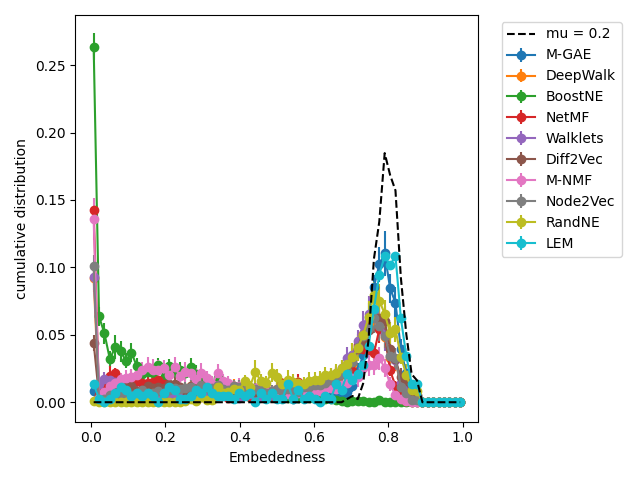 cumulative distribution
0.25
0.20
0.15
0.10
0.05
0.00
0.0 0.2 0.4 0.6 0.8 1.0
Embededness
mu = 0.2
M-GAE
DeepWalk
BoostNE
NetMF
Walklets
Diff2Vec
M-NMF
Node2Vec
RandNE
LEM